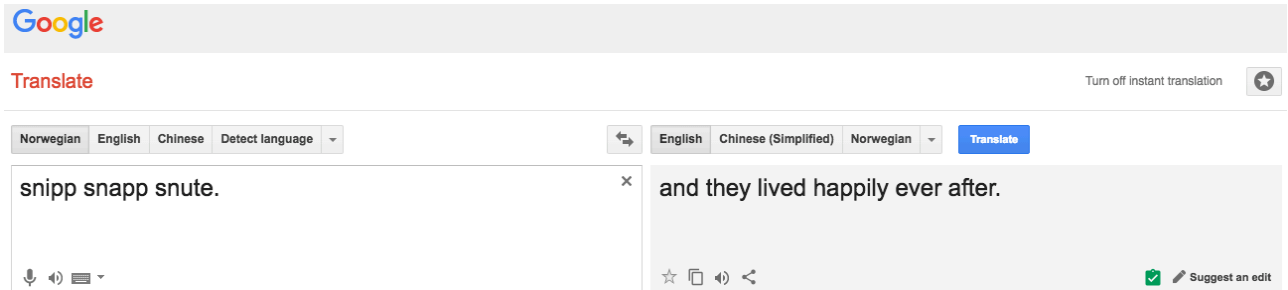 Google
Translate
Turn off instant translation
Norwegian English Chinese Detect language
English Chinese (Simplified) Norwegian Translate
snipp snapp snute.
and they lived happily ever after.
Suggest an edit